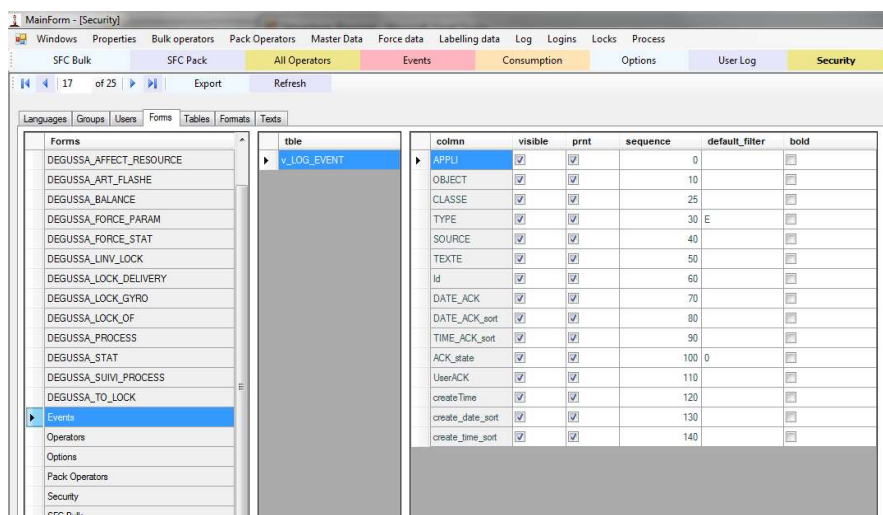 MainForm - [Security]
Windows Properties Bulk operators Pack Operators Master Data Force data Labelling data Log Logins Locks Process
SFC Bulk SFC Pack All Operators Events Consumption Options User Log Security
17 of 25 Export Refresh
Languages Groups Users Forms Tables Formats Texts
Forms tble colmn visible prnt sequence default_filter bold
DEGUSSA_AFFECT_RESOURCE v_LOG_EVENT APPLI 0
DEGUSSA_ART_FLASHE OBJECT 10
DEGUSSA_BALANCE CLASSE 25
DEGUSSA_FORCE_PARAM TYPE 30 E
DEGUSSA_FORCE_STAT SOURCE 40
DEGUSSA_LINV_LOCK TEXTE 50
DEGUSSA_LOCK_DELIVERY Id 60
DEGUSSA_LOCK_GYRO DATE_ACK 70
DEGUSSA_LOCK_OF DATE_ACK_sort 80
DEGUSSA_PROCESS TIME_ACK_sort 90
DEGUSSA_STAT ACK_state 100 0
DEGUSSA_SUIVI_PROCESS UserACK 110
DEGUSSA_TO_LOCK createTime 120
Events create_date_sort 130
Operators create_time_sort 140
Options
Pack Operators
Security
SFC Bulk